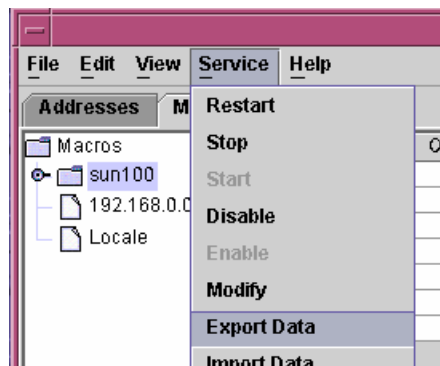 File Edit View Service Help
Addresses M
Restart
Macros
Stop
sun100
Start
192.168.0.0
Disable
Locale
Enable
Modify
Export Data
Import Data